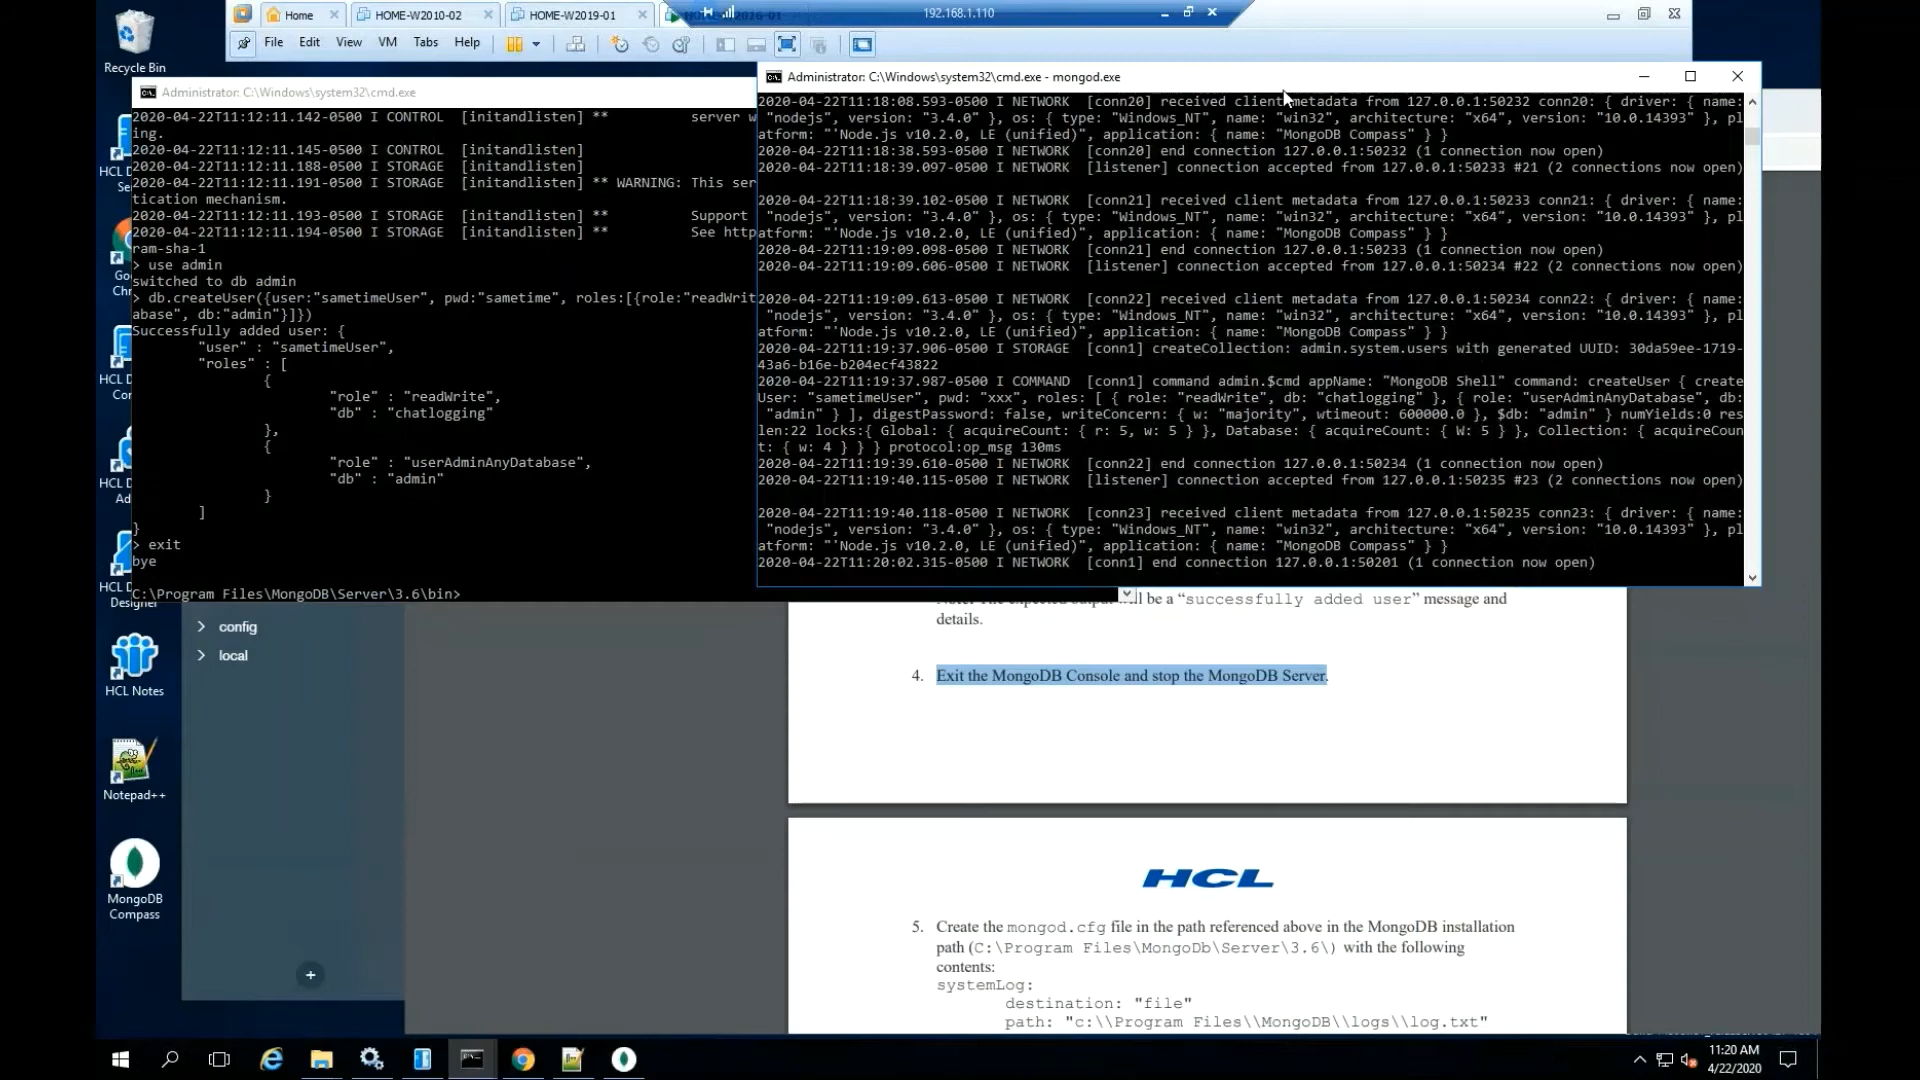 Home
HOME-W2010-02
HOME-W2019-01
192.168.1.110
File Edit View VM Tabs Help
Recycle Bin
HCL Notes
Notepad++
MongoDB
Compass
Administrator: C:\Windows\system32\cmd.exe
2020-04-22T11:12:11.142-0500 I CONTROL  [initandlisten] **          server w
ing.
2020-04-22T11:12:11.145-0500 I CONTROL  [initandlisten]
2020-04-22T11:12:11.188-0500 I STORAGE  [initandlisten]
2020-04-22T11:12:11.191-0500 I STORAGE  [initandlisten] ** WARNING: This ser
tication mechanism.
2020-04-22T11:12:11.193-0500 I STORAGE  [initandlisten] **          Support
2020-04-22T11:12:11.194-0500 I STORAGE  [initandlisten] **          See http
ram-sha-1
> use admin
switched to db admin
> db.createUser({user:"sametimeUser", pwd:"sametime", roles:[{role:"readWrit
abase", db:"admin"}]})
Successfully added user: {
"user" : "sametimeUser",
"roles" : [
{
"role" : "readWrite",
"db" : "chatlogging"
},
{
"role" : "userAdminAnyDatabase",
"db" : "admin"
}
]
}
> exit
bye
C:\Program Files\MongoDB\Server\3.6\bin>
Administrator: C:\Windows\system32\cmd.exe - mongod.exe
2020-04-22T11:18:08.593-0500 I NETWORK  [conn20] received client metadata from 127.0.0.1:50232 conn20: { driver: { name:
"nodejs", version: "3.4.0" }, os: { type: "Windows_NT", name: "win32", architecture: "x64", version: "10.0.14393" }, pl
atform: "'Node.js v10.2.0, LE (unified)", application: { name: "MongoDB Compass" } }
2020-04-22T11:18:38.593-0500 I NETWORK  [conn20] end connection 127.0.0.1:50232 (1 connection now open)
2020-04-22T11:18:39.097-0500 I NETWORK  [listener] connection accepted from 127.0.0.1:50233 #21 (2 connections now open)
2020-04-22T11:18:39.102-0500 I NETWORK  [conn21] received client metadata from 127.0.0.1:50233 conn21: { driver: { name:
"nodejs", version: "3.4.0" }, os: { type: "Windows_NT", name: "win32", architecture: "x64", version: "10.0.14393" }, pl
atform: "'Node.js v10.2.0, LE (unified)", application: { name: "MongoDB Compass" } }
2020-04-22T11:19:09.098-0500 I NETWORK  [conn21] end connection 127.0.0.1:50233 (1 connection now open)
2020-04-22T11:19:09.606-0500 I NETWORK  [listener] connection accepted from 127.0.0.1:50234 #22 (2 connections now open)
2020-04-22T11:19:09.613-0500 I NETWORK  [conn22] received client metadata from 127.0.0.1:50234 conn22: { driver: { name:
"nodejs", version: "3.4.0" }, os: { type: "Windows_NT", name: "win32", architecture: "x64", version: "10.0.14393" }, pl
atform: "'Node.js v10.2.0, LE (unified)", application: { name: "MongoDB Compass" } }
2020-04-22T11:19:37.906-0500 I STORAGE  [conn1] createCollection: admin.system.users with generated UUID: 30da59ee-1719-
43a6-b16e-b204ecf43822
2020-04-22T11:19:37.987-0500 I COMMAND  [conn1] command admin.$cmd appName: "MongoDB Shell" command: createUser { create
User: "sametimeUser", pwd: "xxx", roles: [ { role: "readWrite", db: "chatlogging" }, { role: "userAdminAnyDatabase", db:
"admin" } ], digestPassword: false, writeConcern: { w: "majority", wtimeout: 600000.0 }, $db: "admin" } numYields:0 res
len:22 locks:{ Global: { acquireCount: { r: 5, w: 5 } }, Database: { acquireCount: { W: 5 } }, Collection: { acquireCoun
t: { w: 4 } } } protocol:op_msg 130ms
2020-04-22T11:19:39.610-0500 I NETWORK  [conn22] end connection 127.0.0.1:50234 (1 connection now open)
2020-04-22T11:19:40.115-0500 I NETWORK  [listener] connection accepted from 127.0.0.1:50235 #23 (2 connections now open)
2020-04-22T11:19:40.118-0500 I NETWORK  [conn23] received client metadata from 127.0.0.1:50235 conn23: { driver: { name:
"nodejs", version: "3.4.0" }, os: { type: "Windows_NT", name: "win32", architecture: "x64", version: "10.0.14393" }, pl
atform: "'Node.js v10.2.0, LE (unified)", application: { name: "MongoDB Compass" } }
2020-04-22T11:20:02.315-0500 I NETWORK  [conn1] end connection 127.0.0.1:50201 (1 connection now open)
config
local
be a "successfully added user" message and
details.
4. Exit the MongoDB Console and stop the MongoDB Server.
HCL
5. Create the mongod.cfg file in the path referenced above in the MongoDB installation
path (C:\Program Files\MongoDb\Server\3.6\) with the following
contents:
systemLog:
destination: "file"
path: "c:\\Program Files\\MongoDB\\logs\\log.txt"
11:20 AM
4/22/2020